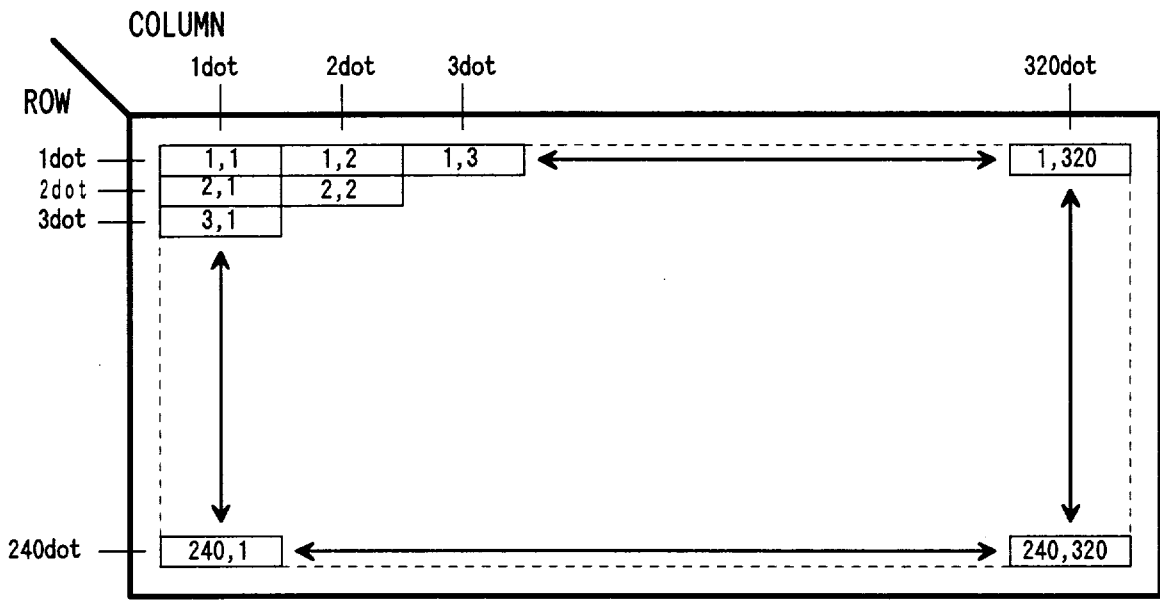 COLUMN
1dot 2dot 3dot 320dot
ROW
1dot 1,1 1,2 1,3 1,320
2dot 2,1 2,2
3dot 3,1
240dot 240,1 240,320